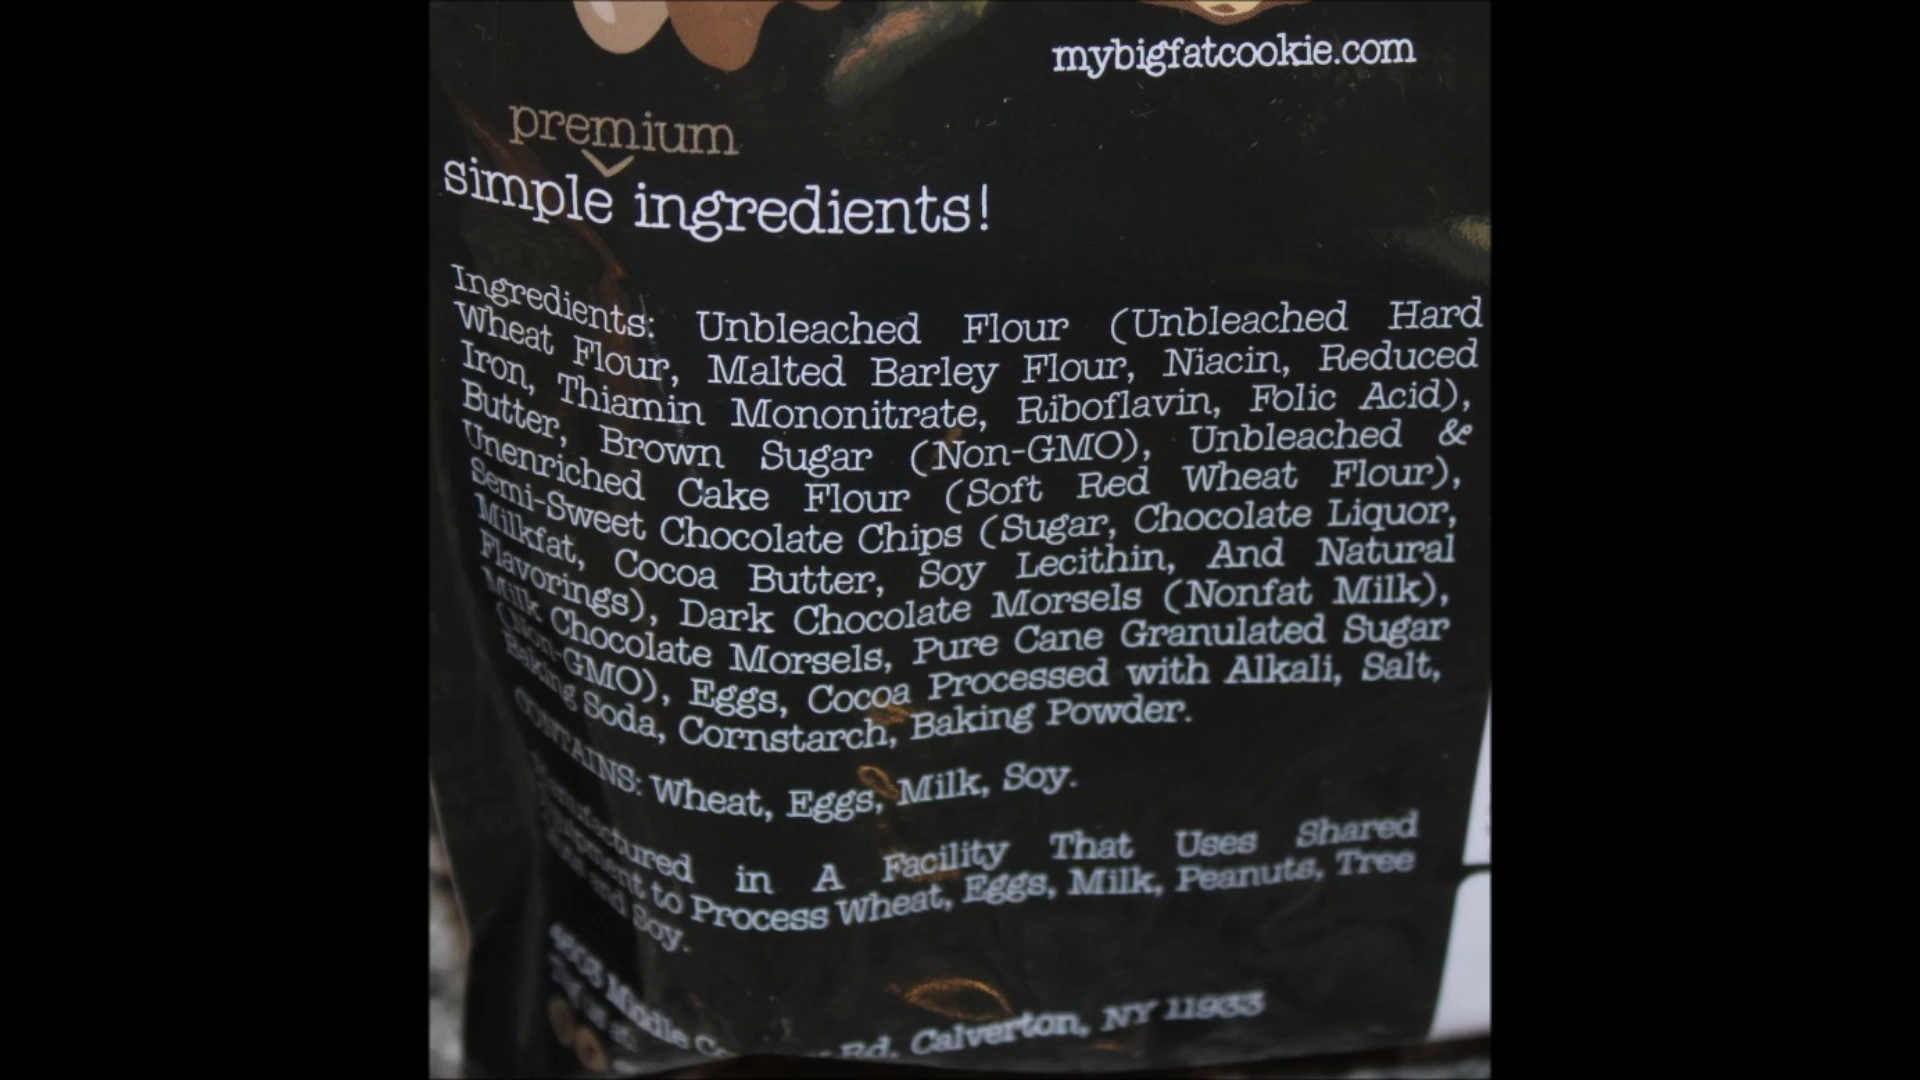 mybigfatcookie.com
premium
simple ingredients!
Ingredients: Unbleached Flour (Unbleached Hard
Wheat Flour, Malted Barley Flour, Niacin, Reduced
Iron, Thiamin Mononitrate, Riboflavin, Folic Acid),
Butter, Brown Sugar (Non-GMO), Unbleached &
Unenriched Cake Flour (Soft Red Wheat Flour),
Semi-Sweet Chocolate Chips (Sugar, Chocolate Liquor,
Milkfat, Cocoa Butter, Soy Lecithin, And Natural
Flavorings), Dark Chocolate Morsels (Nonfat Milk),
Milk Chocolate Morsels, Pure Cane Granulated Sugar
(Non-GMO), Eggs, Cocoa Processed with Alkali, Salt,
Baking Soda, Cornstarch, Baking Powder.
CONTAINS: Wheat, Eggs, Milk, Soy.
Manufactured in A Facility That Uses Shared
Equipment to Process Wheat, Eggs, Milk, Peanuts, Tree
Nuts and Soy.
Middle Rd. Calverton, NY 11933